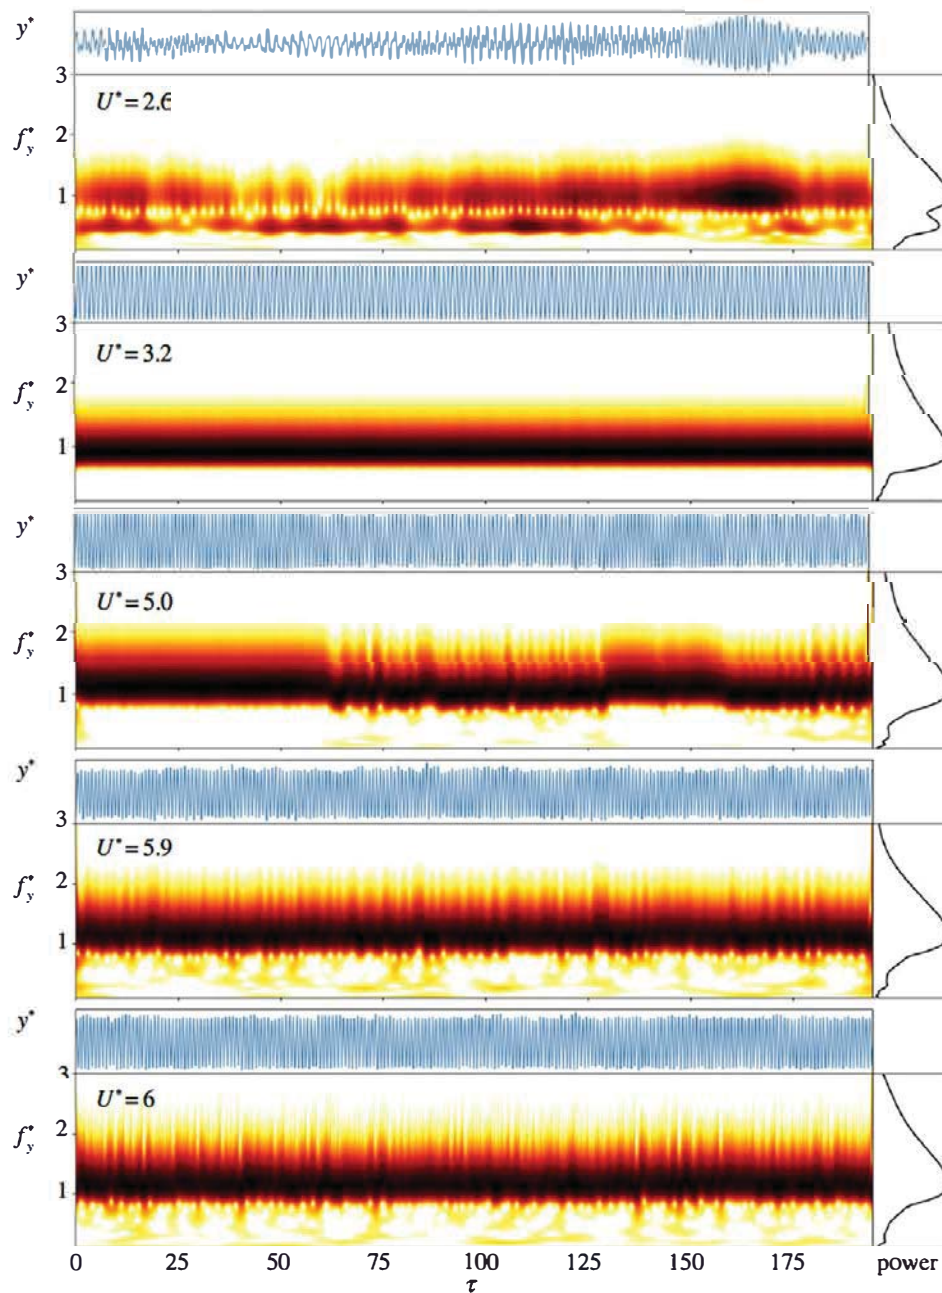 y*
3
U* = 2.6
f*y 2
1
y*
3
U* = 3.2
f*y 2
1
y*
3
U* = 5.0
f*y 2
1
y*
3
U* = 5.9
f*y 2
1
y*
3
U* = 6
f*y 2
1
0 25 50 75 100 125 150 175 power
τ